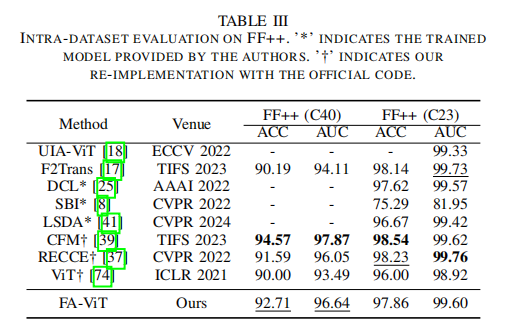 TABLE III
INTRA-DATASET EVALUATION ON FF++. '*' INDICATES THE TRAINED
MODEL PROVIDED BY THE AUTHORS. '†' INDICATES OUR
RE-IMPLEMENTATION WITH THE OFFICIAL CODE.
Method Venue FF++ (C40) FF++ (C23)
ACC AUC ACC AUC
UIA-ViT [18] ECCV 2022 - - - 99.33
F2Trans [17] TIFS 2023 90.19 94.11 98.14 99.73
DCL* [25] AAAI 2022 - - 97.62 99.57
SBI* [8] CVPR 2022 - - 75.29 81.95
LSDA* [41] CVPR 2024 - - 96.67 99.42
CFM† [39] TIFS 2023 94.57 97.87 98.54 99.62
RECCE† [37] CVPR 2022 91.59 96.05 98.23 99.76
ViT† [74] ICLR 2021 90.00 93.49 96.00 98.92
FA-ViT Ours 92.71 96.64 97.86 99.60